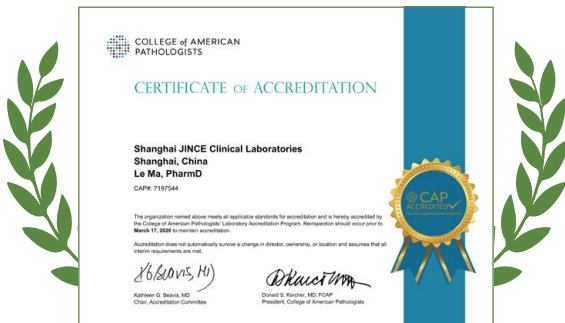 COLLEGE of AMERICAN
PATHOLOGISTS
CERTIFICATE OF ACCREDITATION
Shanghai JINCE Clinical Laboratories
Shanghai, China
Le Ma, PharmD
CAP#: 7197544
The organization named above meets all applicable standards for accreditation and is hereby accredited by
the College of American Pathologists' Laboratory Accreditation Program. Reinspection should occur prior to
March 17, 2026 to maintain accreditation.
Accreditation does not automatically survive a change in director, ownership, or location and assumes that all
interim requirements are met.
Kathleen G. Beavis, MD
Chair, Accreditation Committee
Donald S. Karcher, MD, FCAP
President, College of American Pathologists
CAP
ACCREDITED